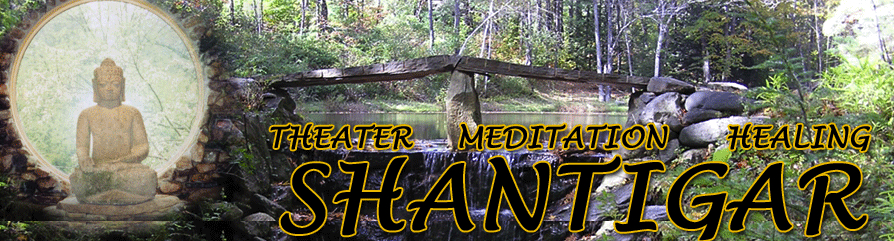 THEATER MEDITATION HEALING
SHANTIGAR